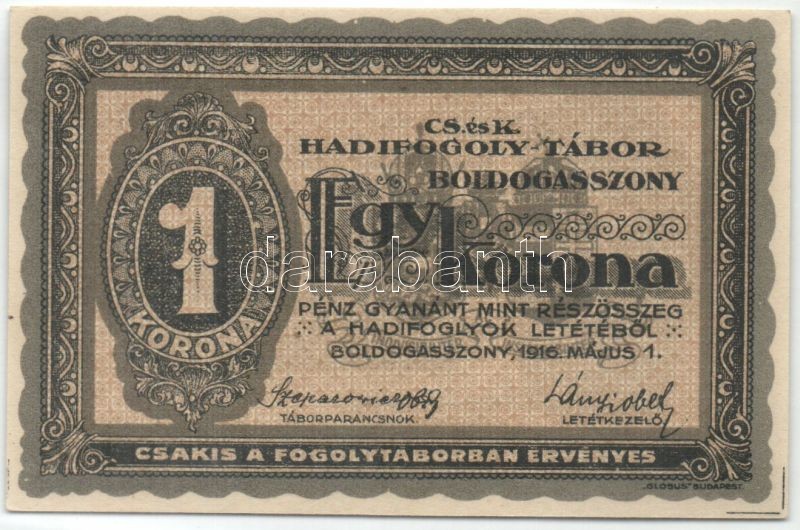 CS. és K.
HADIFOGOLY-TÁBOR
BOLDOGASSZONY
1
KORONA
Egy korona
darabanth
PÉNZ GYANÁNT MINT RÉSZÖSSZEG
A HADIFOGLYOK LETÉTÉBŐL
BOLDOGASSZONY, 1916. MÁJUS 1.
TÁBORPARANCSNOK.
LETÉTKEZELŐ.
CSAKIS A FOGOLYTÁBORBAN ÉRVÉNYES
„GLOBUS” BUDAPEST.